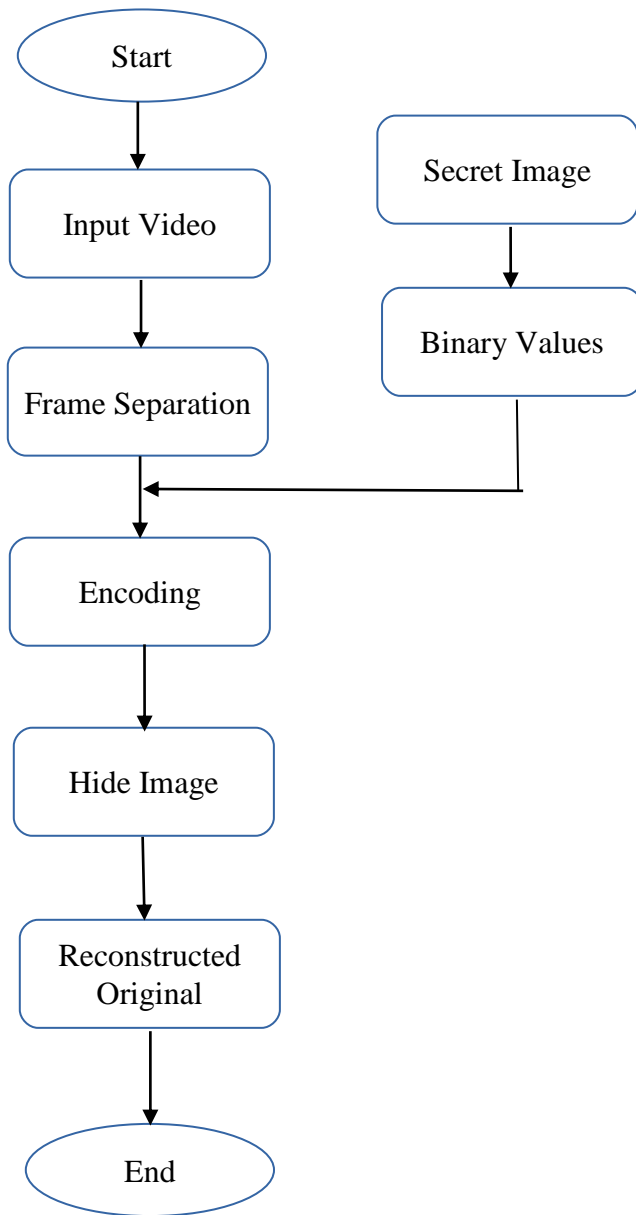 Start
Secret Image
Input Video
Binary Values
Frame Separation
Encoding
Hide Image
Reconstructed
Original
End